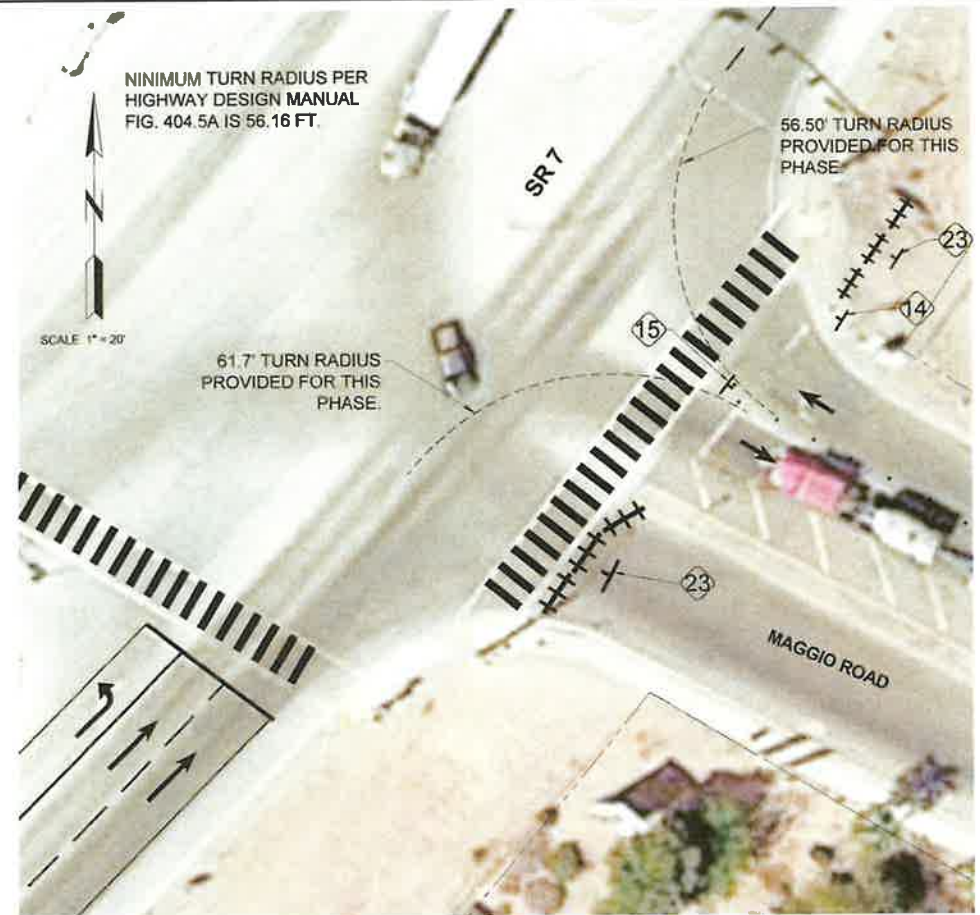 NINIMUM TURN RADIUS PER
HIGHWAY DESIGN MANUAL
FIG. 404.5A IS 56.16 FT.
N
SCALE 1" = 20'
SR 7
56.50' TURN RADIUS
PROVIDED FOR THIS
PHASE.
23
14
15
61.7' TURN RADIUS
PROVIDED FOR THIS
PHASE.
23
MAGGIO ROAD